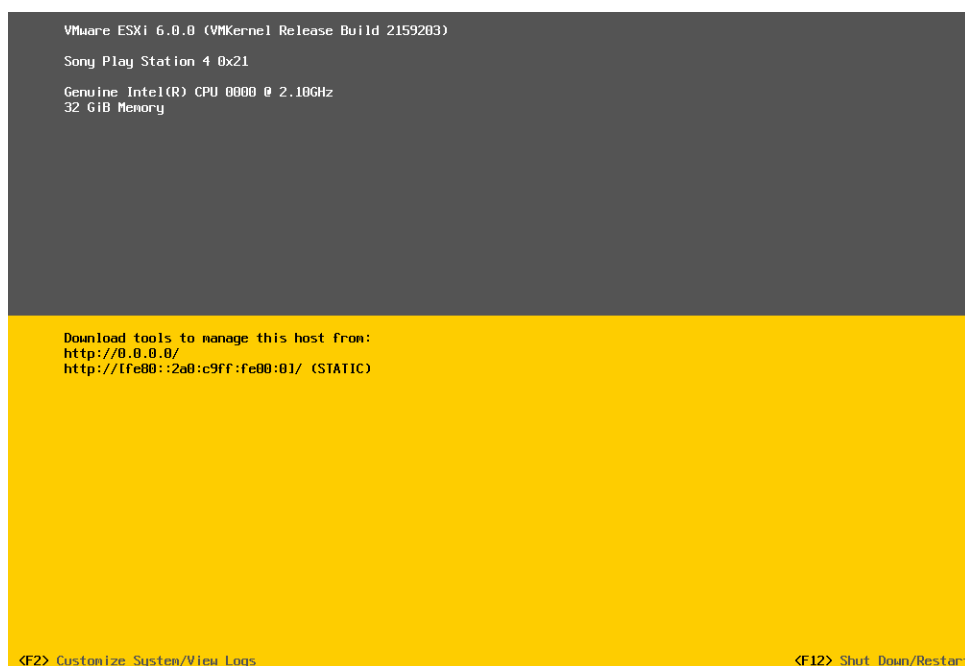 VMware ESXi 6.0.0 (VMKernel Release Build 2159203)
Sony Play Station 4 0x21
Genuine Intel(R) CPU 0000 @ 2.10GHz
32 GiB Memory
Download tools to manage this host from:
http://0.0.0.0/
http://[fe80::2a0:c9ff:fe00:0]/ (STATIC)
<F2> Customize System/View Logs
<F12> Shut Down/Restar